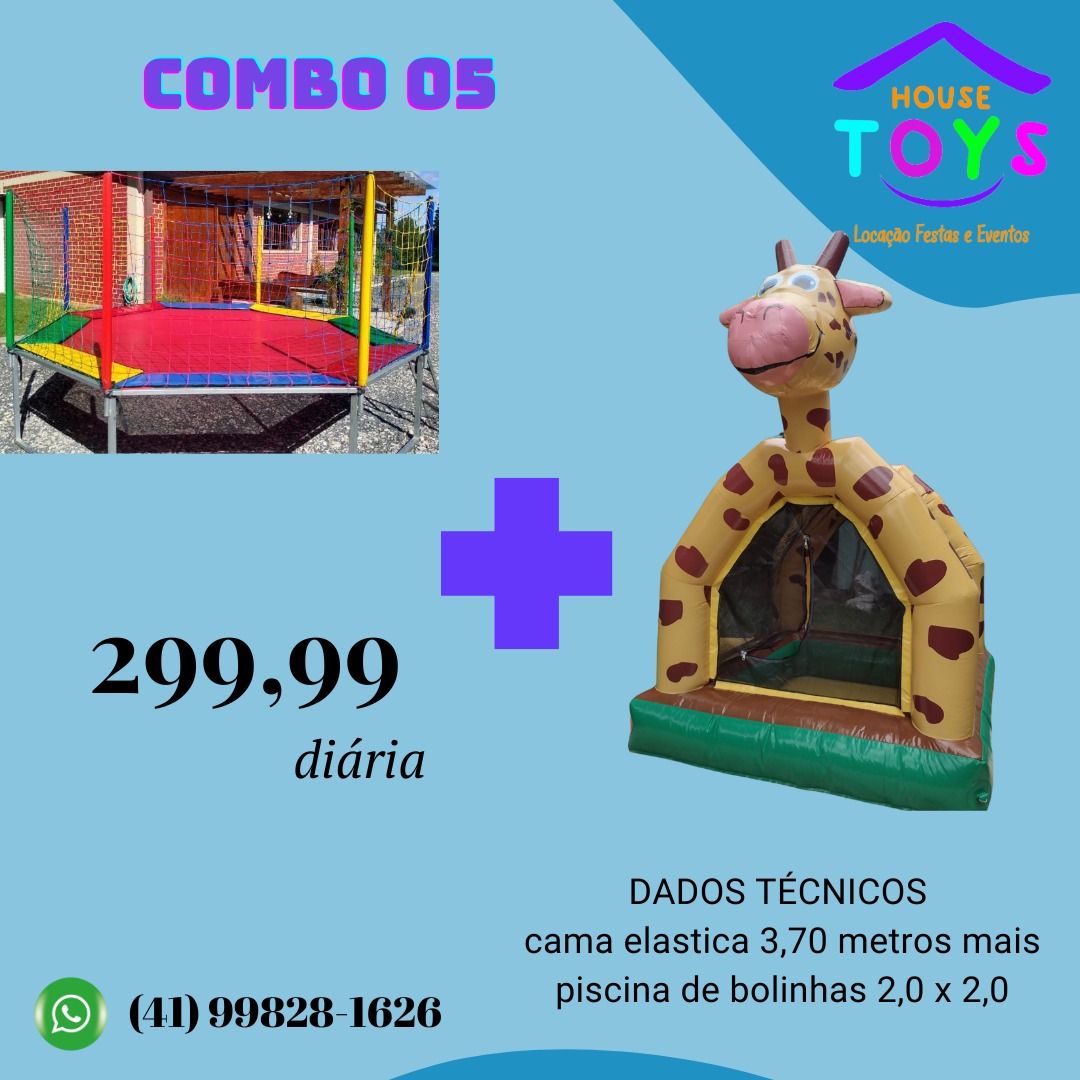 COMBO 05
HOUSE
TOYS
Locação Festas e Eventos
299,99
diária
DADOS TÉCNICOS
cama elastica 3,70 metros mais
piscina de bolinhas 2,0 x 2,0
(41) 99828-1626